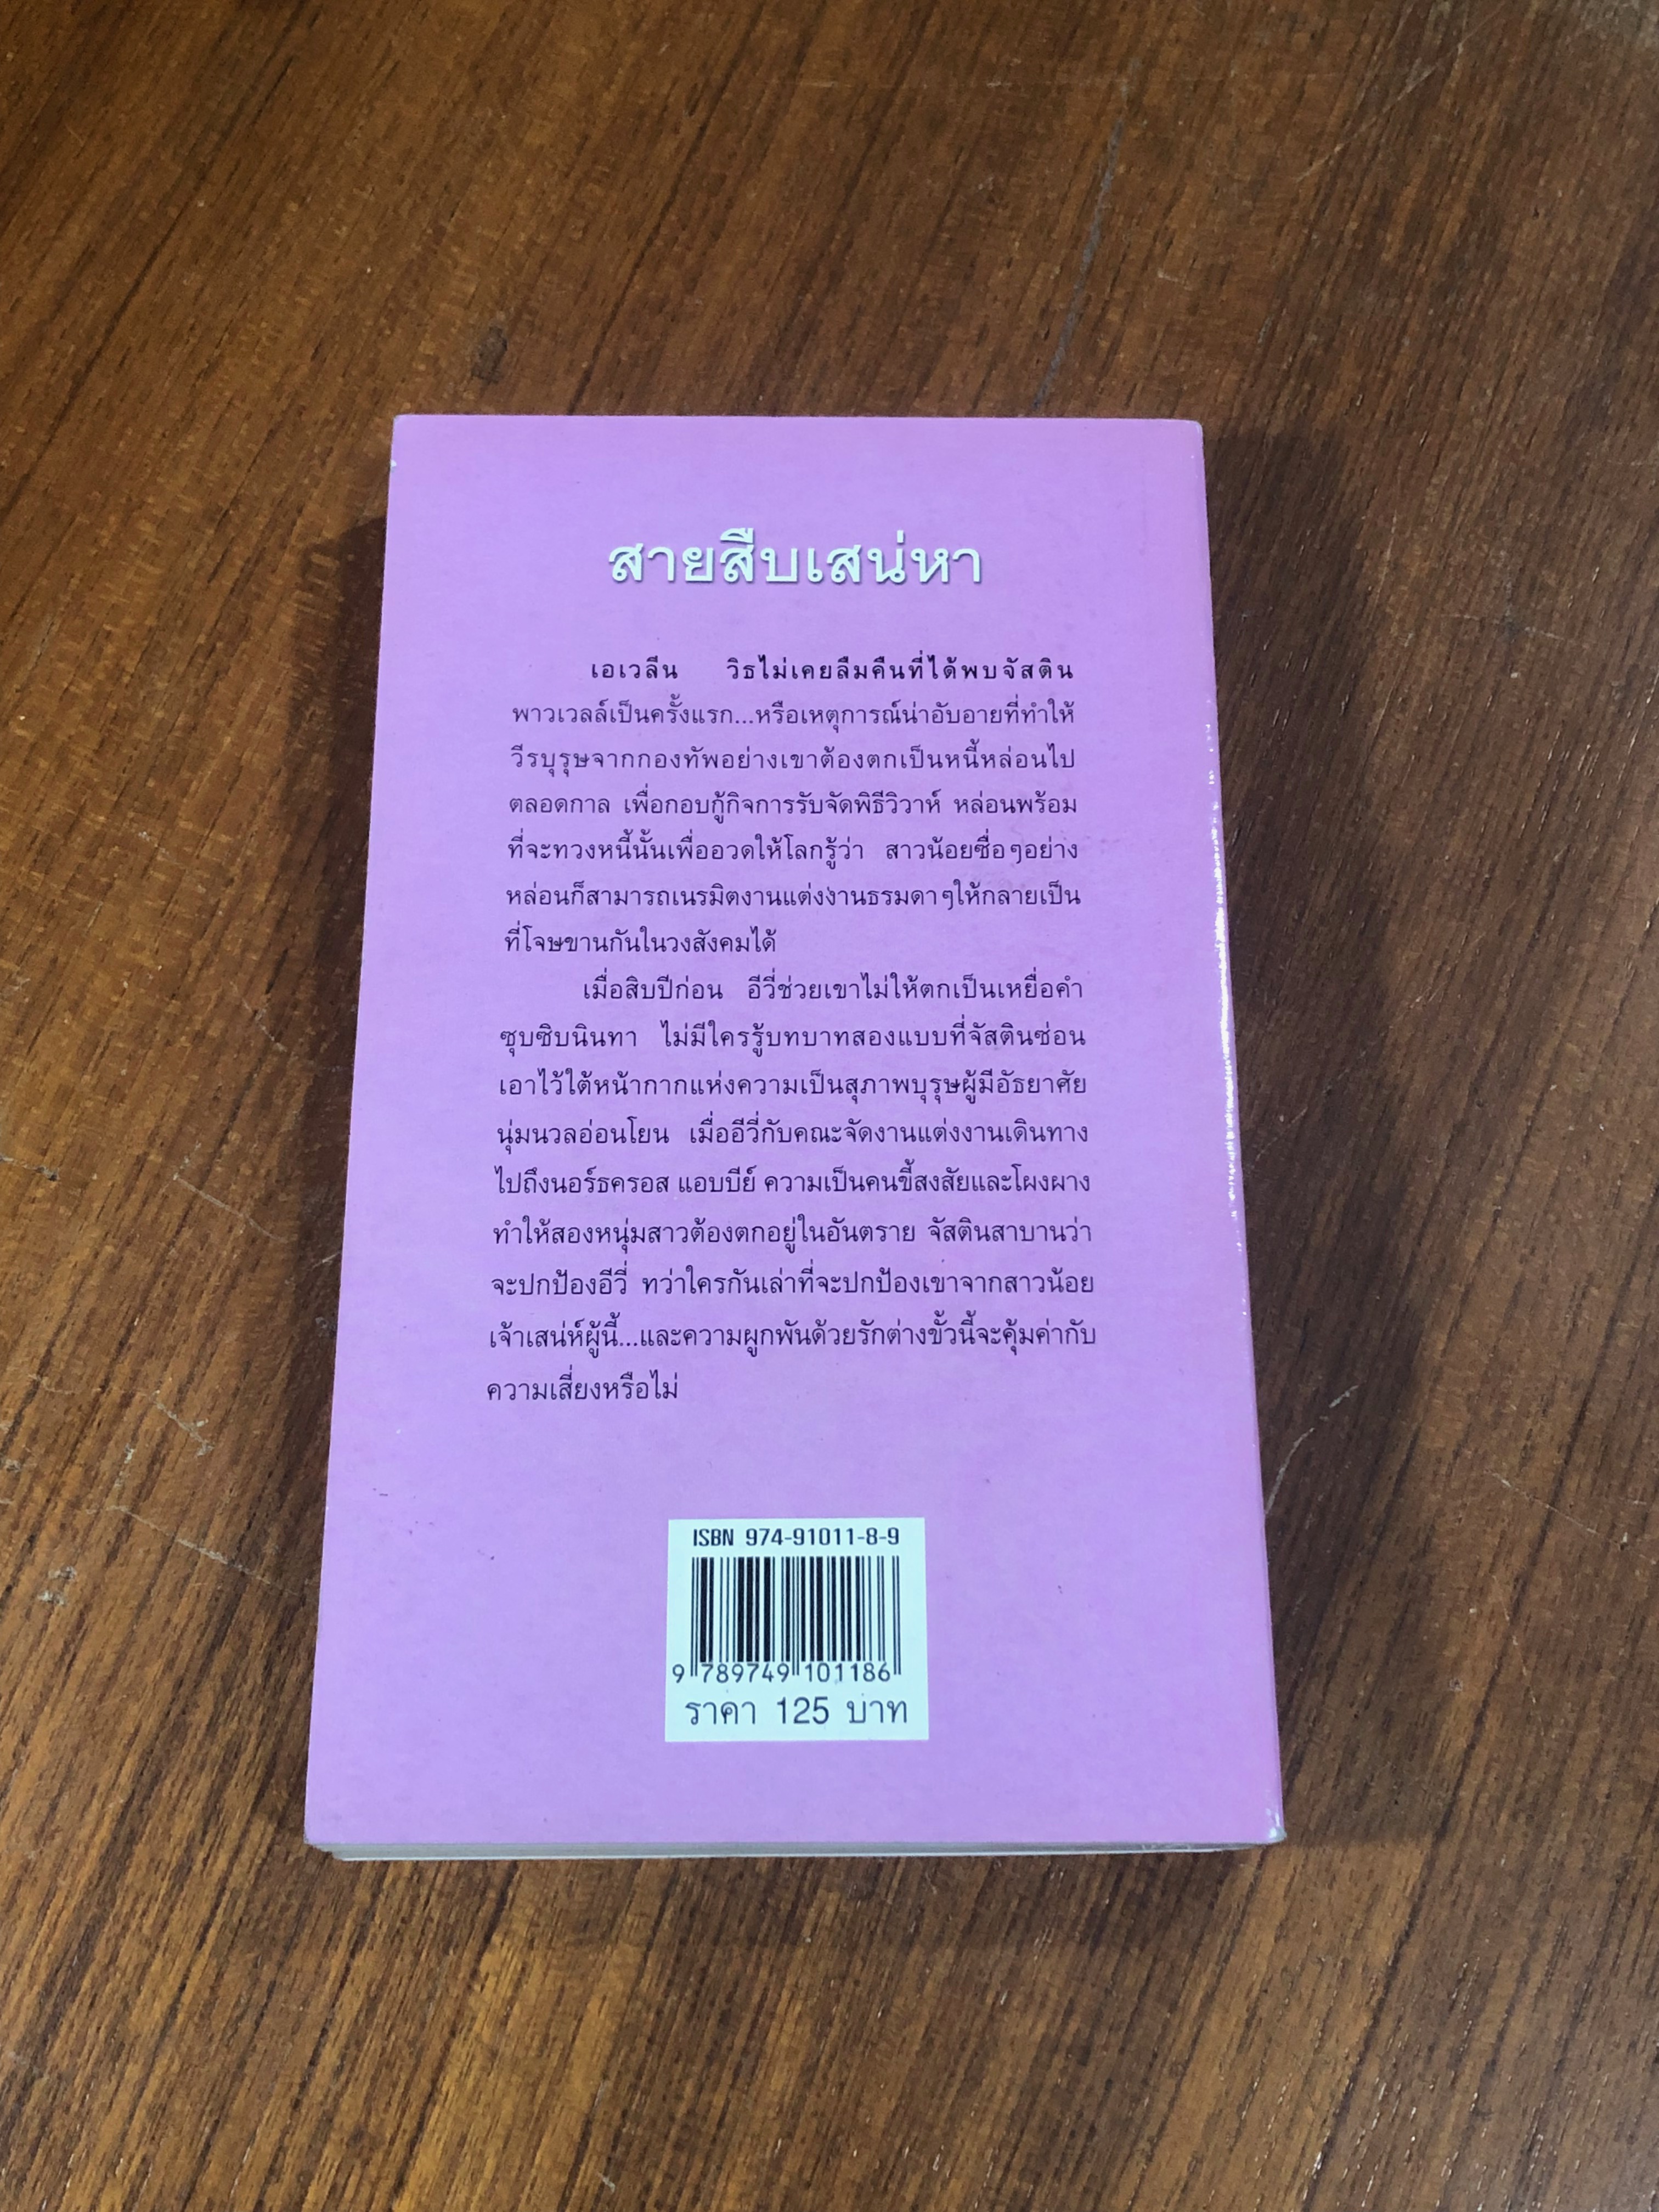 สายสืบเสน่หา
เอเวลีน วิธไม่เคยลืมคืนที่ได้พบจัสติน
พาวเวลล์เป็นครั้งแรก...หรือเหตุการณ์น่าอับอายที่ทำให้
วีรบุรุษจากกองทัพอย่างเขาต้องตกเป็นหนี้หล่อนไป
ตลอดกาล เพื่อกอบกู้กิจการรับจัดพิธีวิวาห์ หล่อนพร้อม
ที่จะทวงหนี้นั้นเพื่ออวดให้โลกรู้ว่า สาวน้อยซื่อๆอย่าง
หล่อนก็สามารถเนรมิตงานแต่งงานธรมดาๆให้กลายเป็น
ที่โจษขานกันในวงสังคมได้
เมื่อสิบปีก่อน อีวี่ช่วยเขาไม่ให้ตกเป็นเหยื่อคำ
ซุบซิบนินทา ไม่มีใครรู้บทบาทสองแบบที่จัสตินซ่อน
เอาไว้ใต้หน้ากากแห่งความเป็นสุภาพบุรุษผู้มีอัธยาศัย
นุ่มนวลอ่อนโยน เมื่ออีวี่กับคณะจัดงานแต่งงานเดินทาง
ไปถึงนอร์ธครอส แอบบีย์ ความเป็นคนขี้สงสัยและโผงผาง
ทำให้สองหนุ่มสาวต้องตกอยู่ในอันตราย จัสตินสาบานว่า
จะปกป้องอีวี่ ทว่าใครกันเล่าที่จะปกป้องเขาจากสาวน้อย
เจ้าเสน่ห์ผู้นี้...และความผูกพันด้วยรักต่างขั้วนี้จะคุ้มค่ากับ
ความเสี่ยงหรือไม่
ISBN 974-91011-8-9
9 789749 101186
ราคา 125 บาท